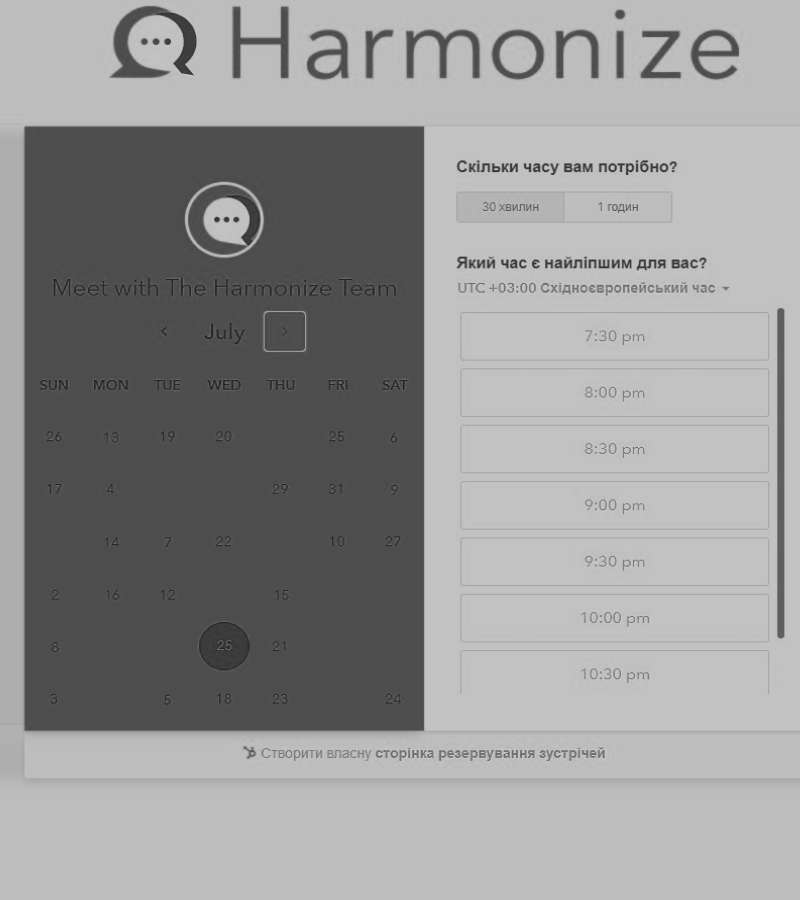 Harmonize
Meet with The Harmonize Team
July
SUN MON TUE WED THU FRI SAT
26 13 19 20 25 6
17 4 29 31 9
14 7 22 10 27
2 16 12 15
8 25 21
3 5 18 23 24
Скільки часу вам потрібно?
30 хвилин 1 годин
Який час є найліпшим для вас?
UTC +03:00 Східноєвропейський час
7:30 pm
8:00 pm
8:30 pm
9:00 pm
9:30 pm
10:00 pm
10:30 pm
Створити власну сторінка резервування зустрічей